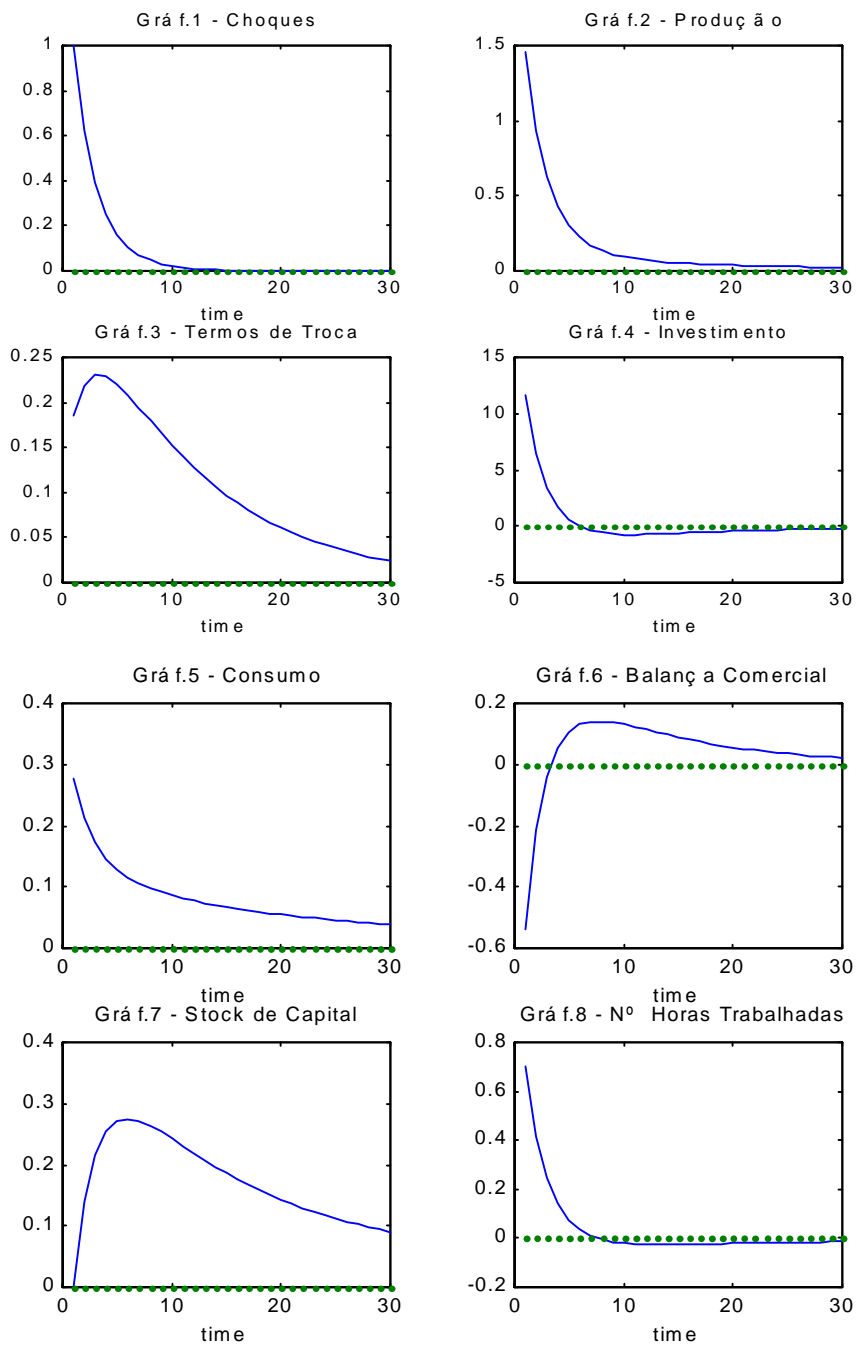 Gráf.1 - Choques
1
0.8
0.6
0.4
0.2
0
0 10 20 30
time
Gráf.2 - Produção
1.5
1
0.5
0
0 10 20 30
time
Gráf.3 - Termos de Troca
0.25
0.2
0.15
0.1
0.05
0
0 10 20 30
time
Gráf.4 - Investimento
15
10
5
0
-5
0 10 20 30
time
Gráf.5 - Consumo
0.4
0.3
0.2
0.1
0
0 10 20 30
time
Gráf.6 - Balança Comercial
0.2
0
-0.2
-0.4
-0.6
0 10 20 30
time
Gráf.7 - Stock de Capital
0.4
0.3
0.2
0.1
0
0 10 20 30
time
Gráf.8 - Nº Horas Trabalhadas
0.8
0.6
0.4
0.2
0
-0.2
0 10 20 30
time